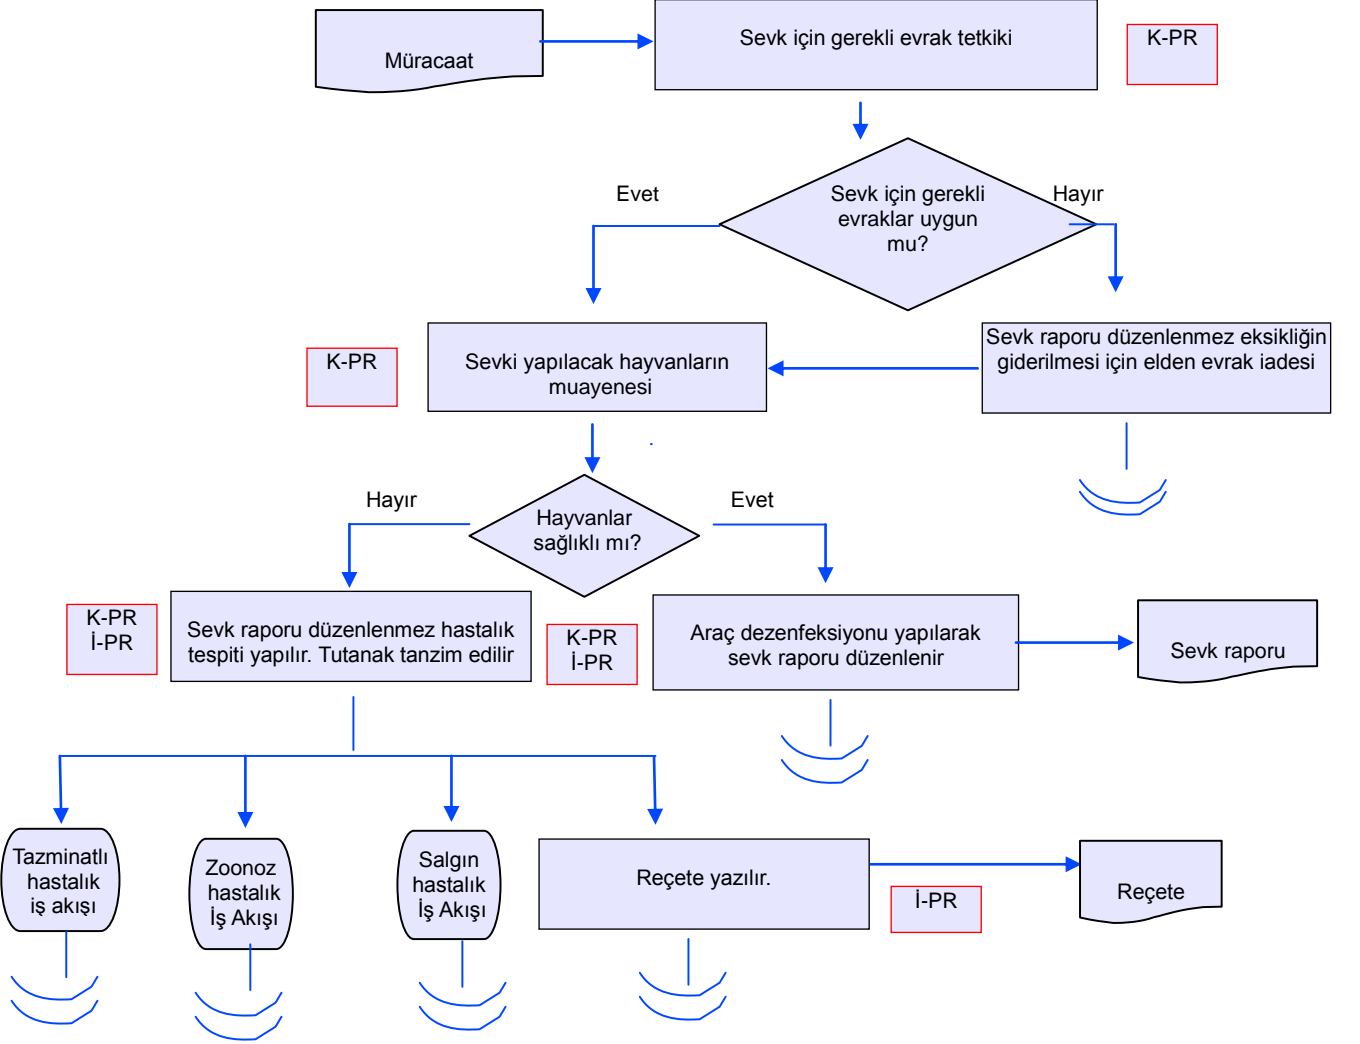 Müracaat
Sevk için gerekli evrak tetkiki
K-PR
Evet
Sevk için gerekli
evraklar uygun
mu?
Hayır
K-PR
Sevki yapılacak hayvanların
muayenesi
Sevk raporu düzenlenmez eksikliğin
giderilmesi için elden evrak iadesi
Hayır
Hayvanlar
sağlıklı mı?
Evet
K-PR
İ-PR
Sevk raporu düzenlenmez hastalık
tespiti yapılır. Tutanak tanzim edilir
K-PR
İ-PR
Araç dezenfeksiyonu yapılarak
sevk raporu düzenlenir
Sevk raporu
Tazminatlı
hastalık
iş akışı
Zoonoz
hastalık
İş Akışı
Salgın
hastalık
İş Akışı
Reçete yazılır.
İ-PR
Reçete